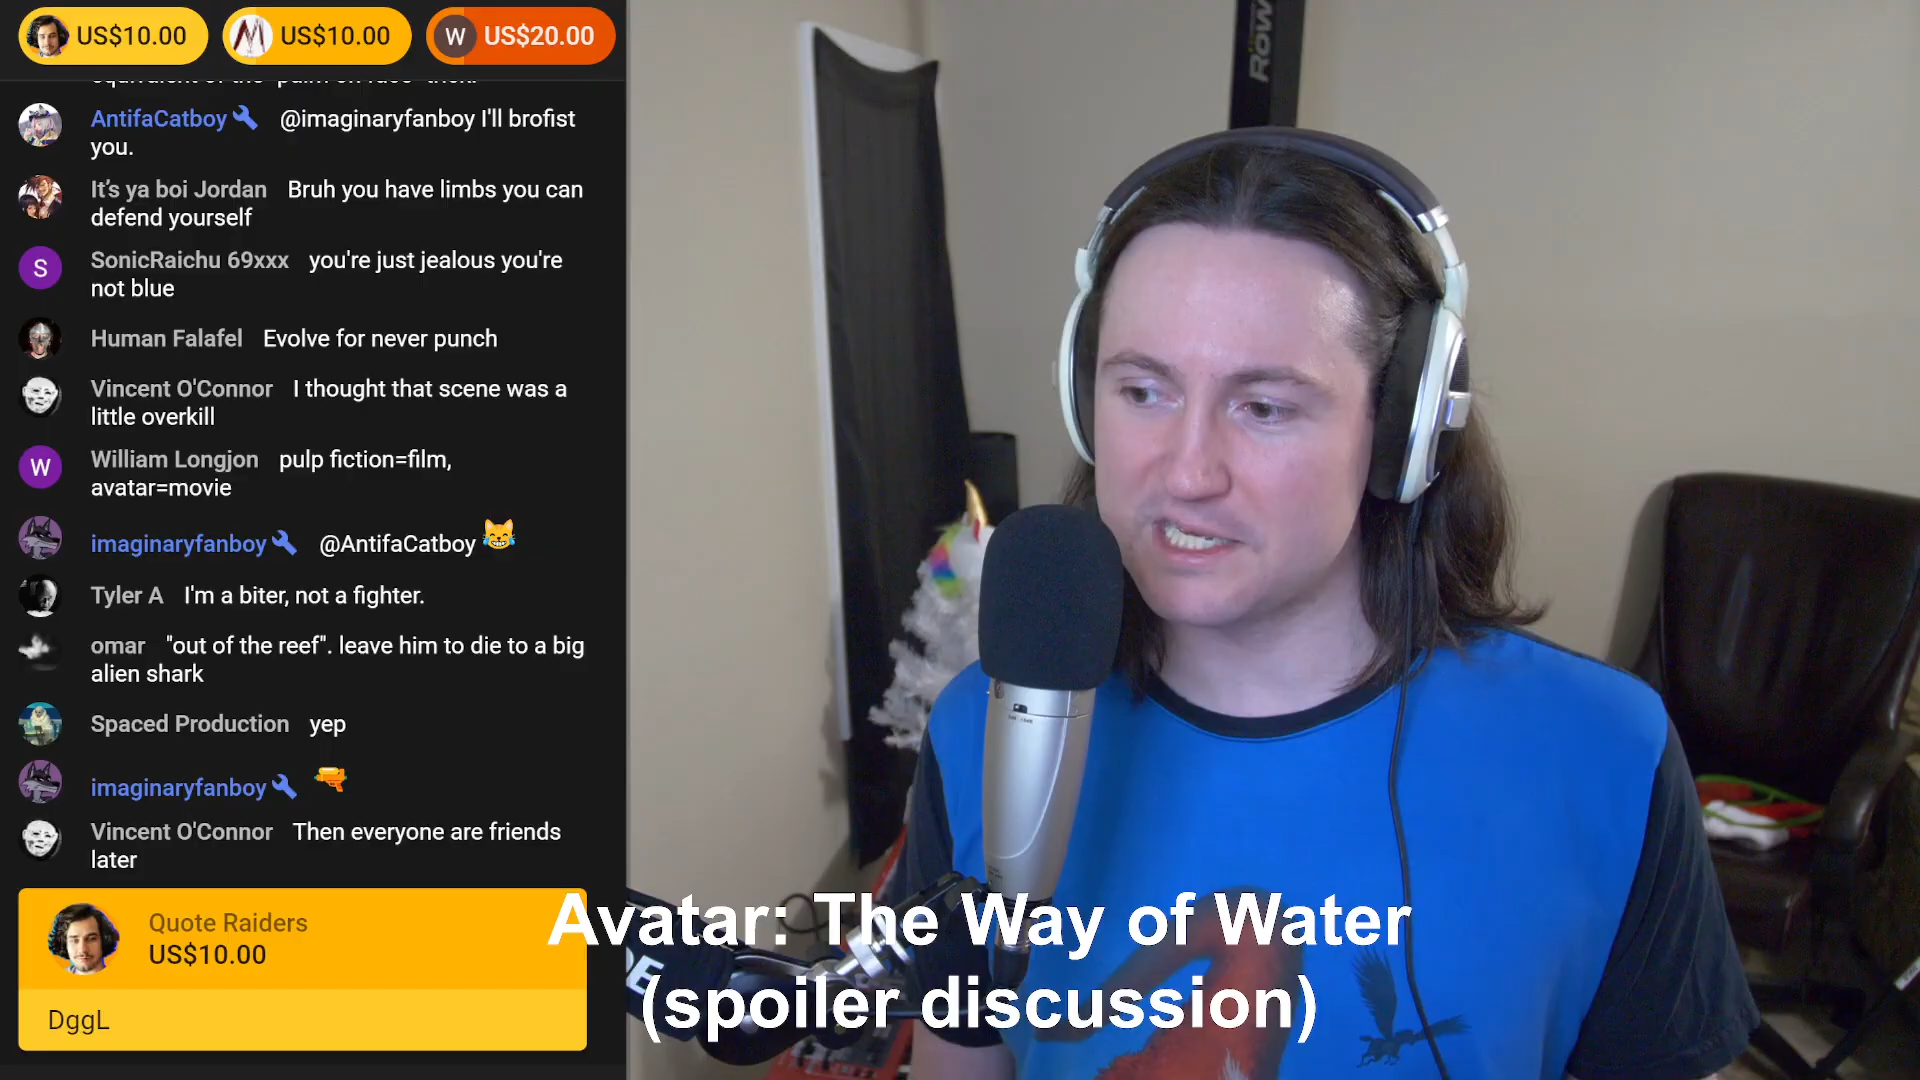 US$10.00
US$10.00
W US$20.00
AntifaCatboy @imaginaryfanboy I'll brofist
you.
It's ya boi Jordan Bruh you have limbs you can
defend yourself
S SonicRaichu 69xxx you're just jealous you're
not blue
Human Falafel Evolve for never punch
Vincent O'Connor I thought that scene was a
little overkill
W William Longjon pulp fiction=film,
avatar=movie
imaginaryfanboy @AntifaCatboy
Tyler A I'm a biter, not a fighter.
omar "out of the reef". leave him to die to a big
alien shark
Spaced Production yep
imaginaryfanboy
Vincent O'Connor Then everyone are friends
later
Quote Raiders
US$10.00
DggL
ROW
Avatar: The Way of Water
(spoiler discussion)